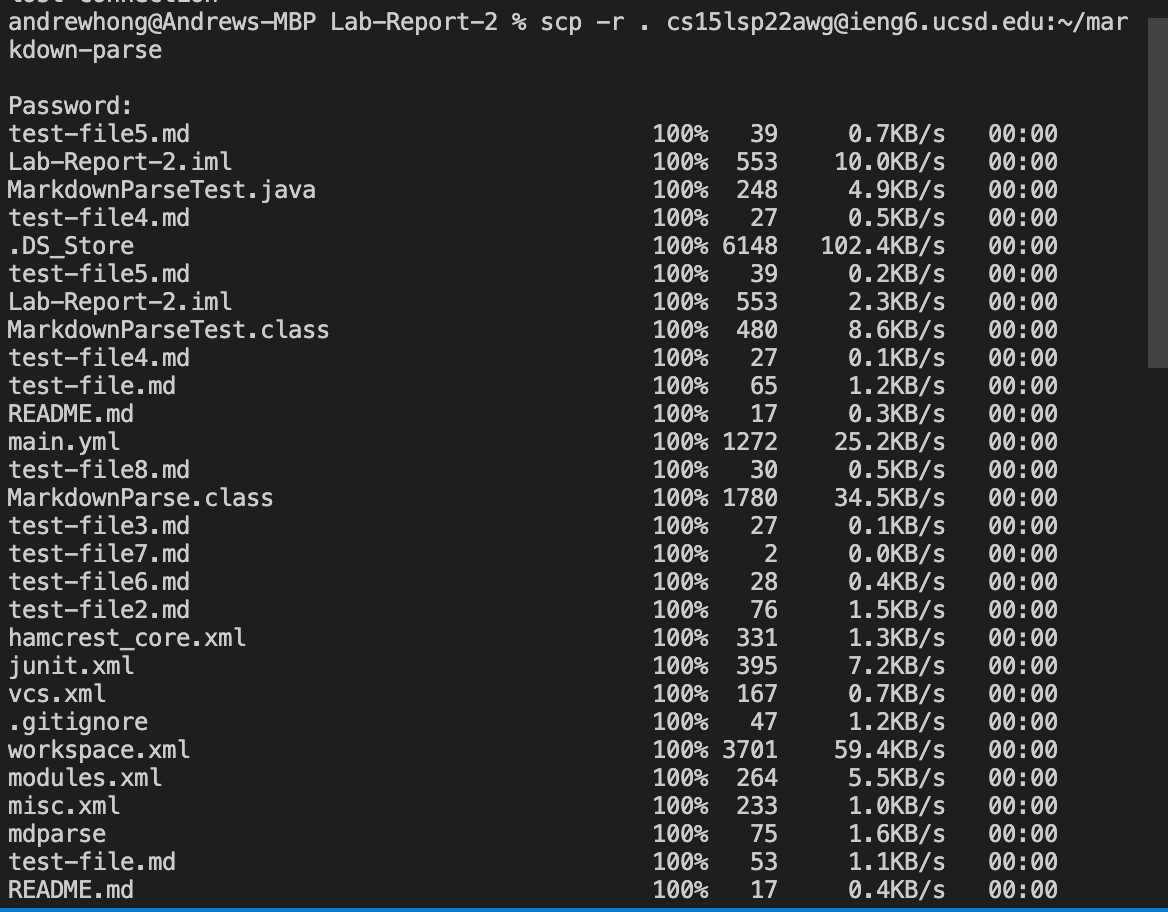 test connection
andrewhong@Andrews-MBP Lab-Report-2 % scp -r . cs15lsp22awg@ieng6.ucsd.edu:~/mar
kdown-parse
Password:
test-file5.md 100% 39 0.7KB/s 00:00
Lab-Report-2.iml 100% 553 10.0KB/s 00:00
MarkdownParseTest.java 100% 248 4.9KB/s 00:00
test-file4.md 100% 27 0.5KB/s 00:00
.DS_Store 100% 6148 102.4KB/s 00:00
test-file5.md 100% 39 0.2KB/s 00:00
Lab-Report-2.iml 100% 553 2.3KB/s 00:00
MarkdownParseTest.class 100% 480 8.6KB/s 00:00
test-file4.md 100% 27 0.1KB/s 00:00
test-file.md 100% 65 1.2KB/s 00:00
README.md 100% 17 0.3KB/s 00:00
main.yml 100% 1272 25.2KB/s 00:00
test-file8.md 100% 30 0.5KB/s 00:00
MarkdownParse.class 100% 1780 34.5KB/s 00:00
test-file3.md 100% 27 0.1KB/s 00:00
test-file7.md 100% 2 0.0KB/s 00:00
test-file6.md 100% 28 0.4KB/s 00:00
test-file2.md 100% 76 1.5KB/s 00:00
hamcrest_core.xml 100% 331 1.3KB/s 00:00
junit.xml 100% 395 7.2KB/s 00:00
vcs.xml 100% 167 0.7KB/s 00:00
.gitignore 100% 47 1.2KB/s 00:00
workspace.xml 100% 3701 59.4KB/s 00:00
modules.xml 100% 264 5.5KB/s 00:00
misc.xml 100% 233 1.0KB/s 00:00
mdparse 100% 75 1.6KB/s 00:00
test-file.md 100% 53 1.1KB/s 00:00
README.md 100% 17 0.4KB/s 00:00